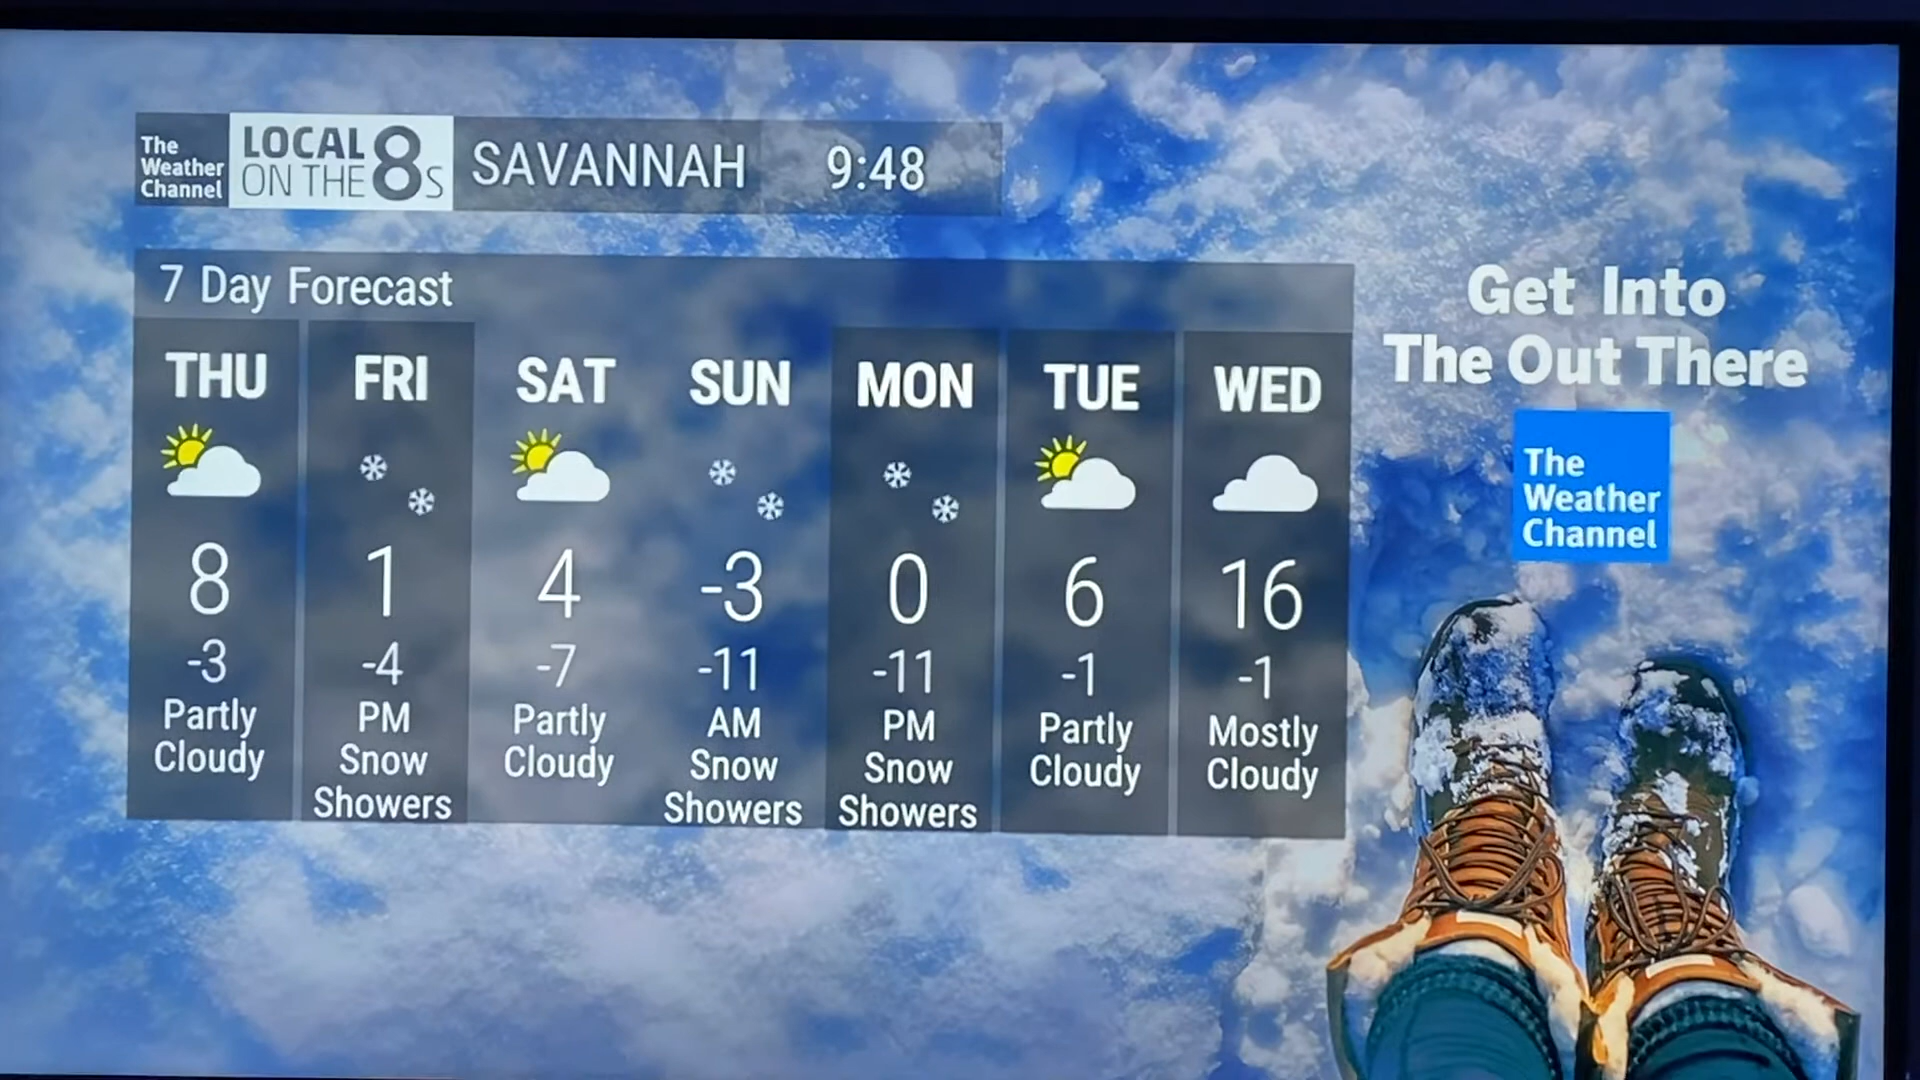 The
Weather
Channel
LOCAL
ON THE 8s
SAVANNAH
9:48
7 Day Forecast
THU
8
-3
Partly
Cloudy
FRI
1
-4
PM
Snow
Showers
SAT
4
-7
Partly
Cloudy
SUN
-3
-11
AM
Snow
Showers
MON
0
-11
PM
Snow
Showers
TUE
6
-1
Partly
Cloudy
WED
16
-1
Mostly
Cloudy
Get Into
The Out There
The
Weather
Channel